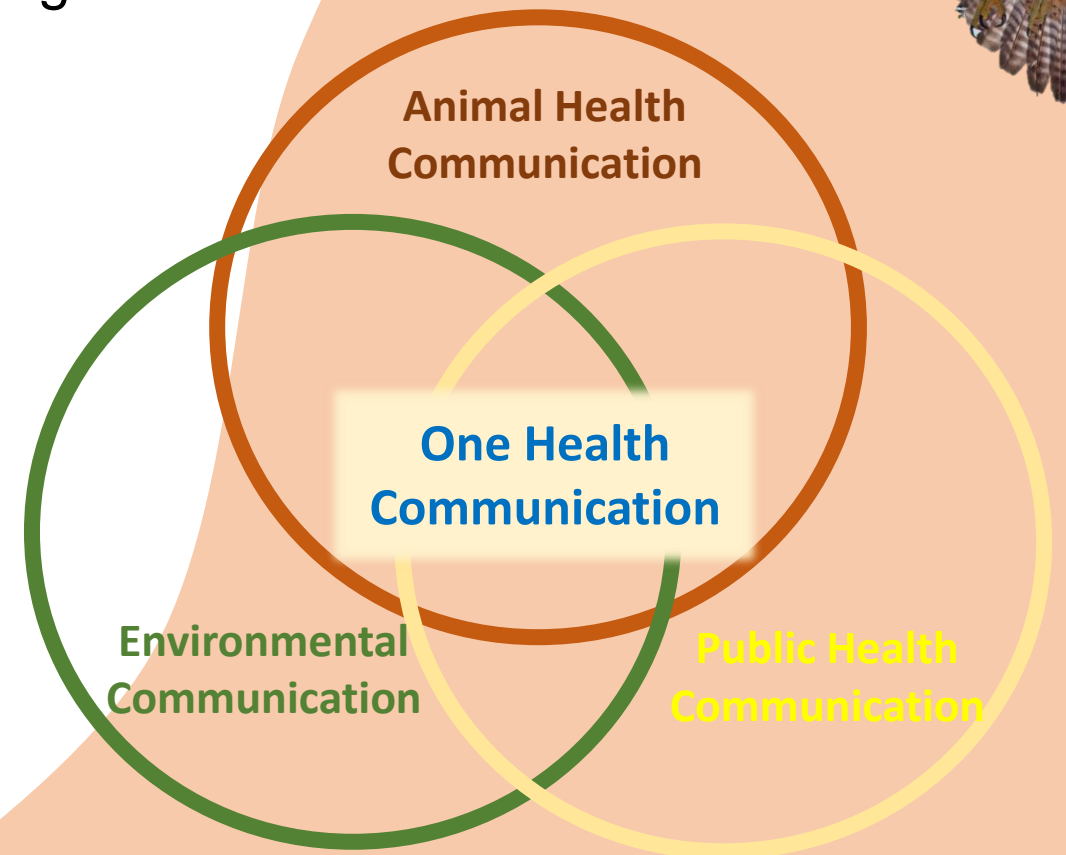 g
Animal Health
Communication
One Health
Communication
Environmental
Communication
Public Health
Communication